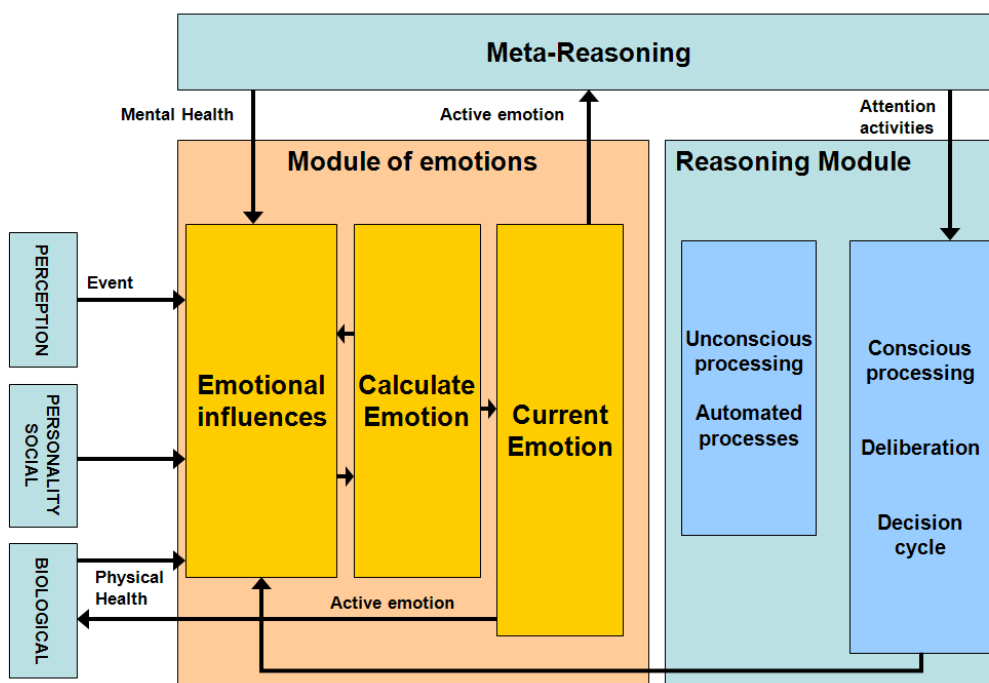 Meta-Reasoning
Mental Health
Active emotion
Attention
activities
Module of emotions
Reasoning Module
PERCEPTION
Event
PERSONALITY
SOCIAL
BIOLOGICAL
Physical
Health
Emotional
influences
Calculate
Emotion
Current
Emotion
Active emotion
Unconscious
processing
Automated
processes
Conscious
processing
Deliberation
Decision
cycle